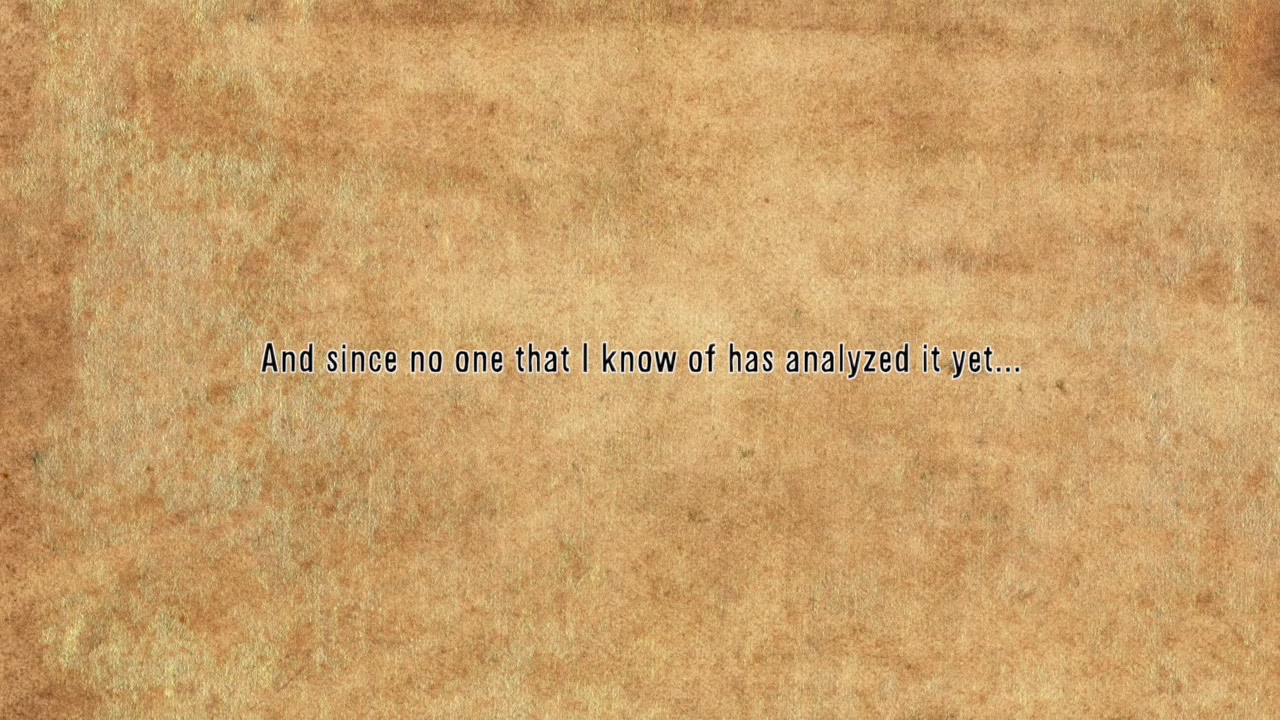 And since no one that I know of has analyzed it yet...